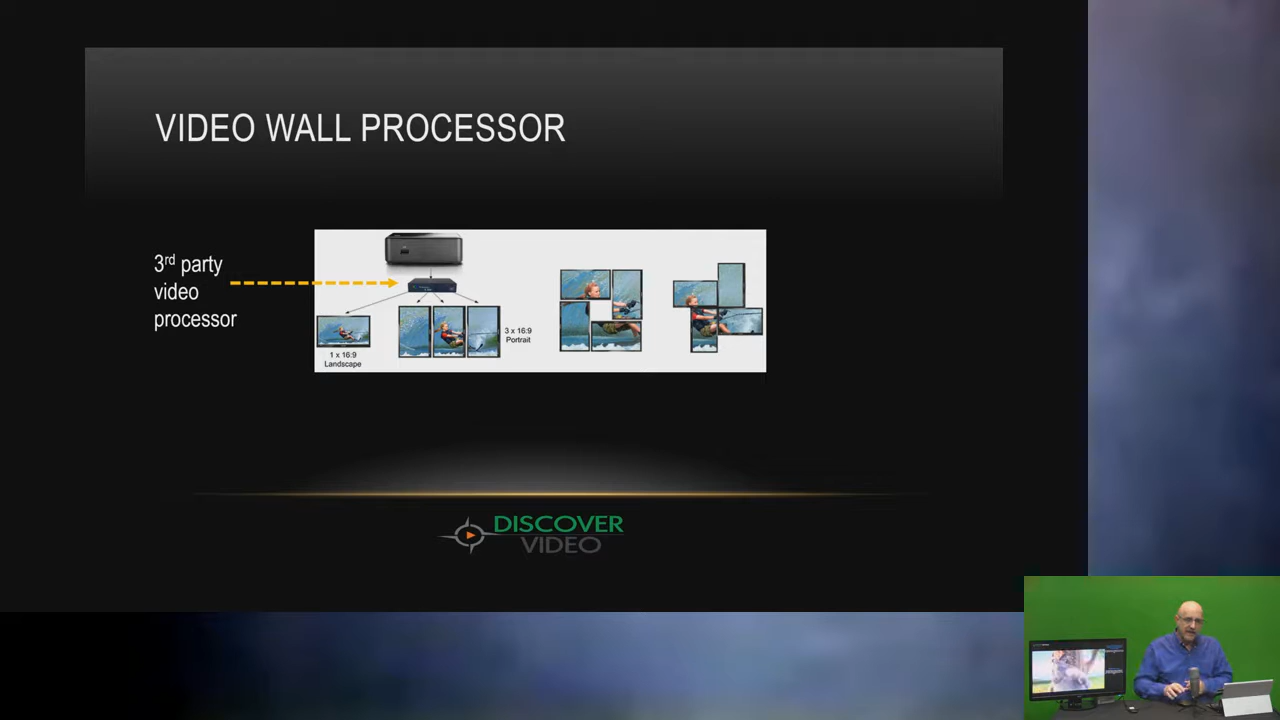 VIDEO WALL PROCESSOR
3rd party
video
processor
1 x 16:9
Landscape
3 x 16:9
Portrait
DISCOVER
VIDEO